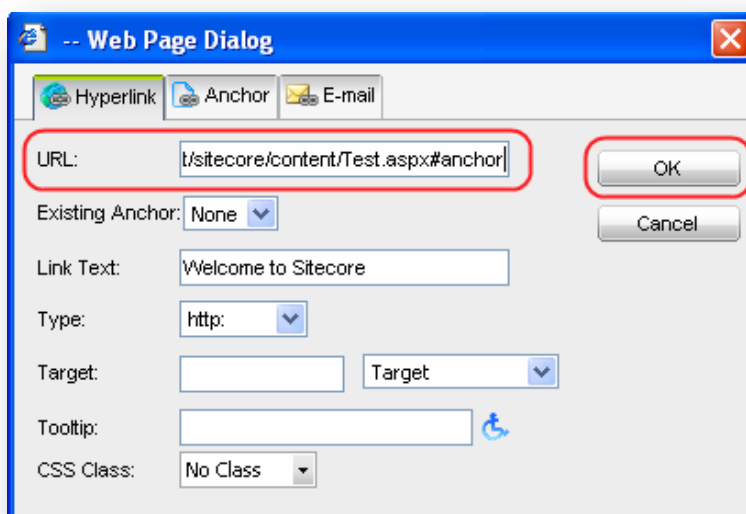 -- Web Page Dialog
Hyperlink Anchor E-mail
URL: t/sitecore/content/Test.aspx#anchor OK
Existing Anchor: None Cancel
Link Text: Welcome to Sitecore
Type: http:
Target: Target
Tooltip:
CSS Class: No Class